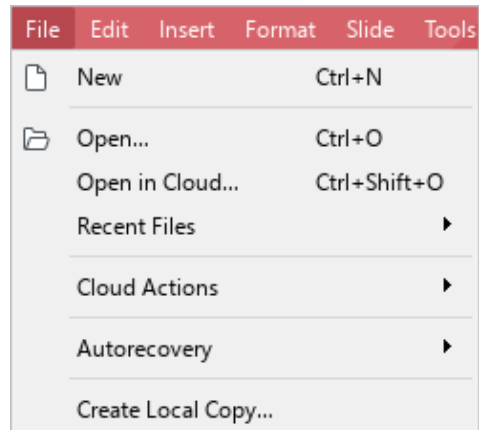 File Edit Insert Format Slide Tools
New Ctrl+N
Open... Ctrl+O
Open in Cloud... Ctrl+Shift+O
Recent Files
Cloud Actions
Autorecovery
Create Local Copy...